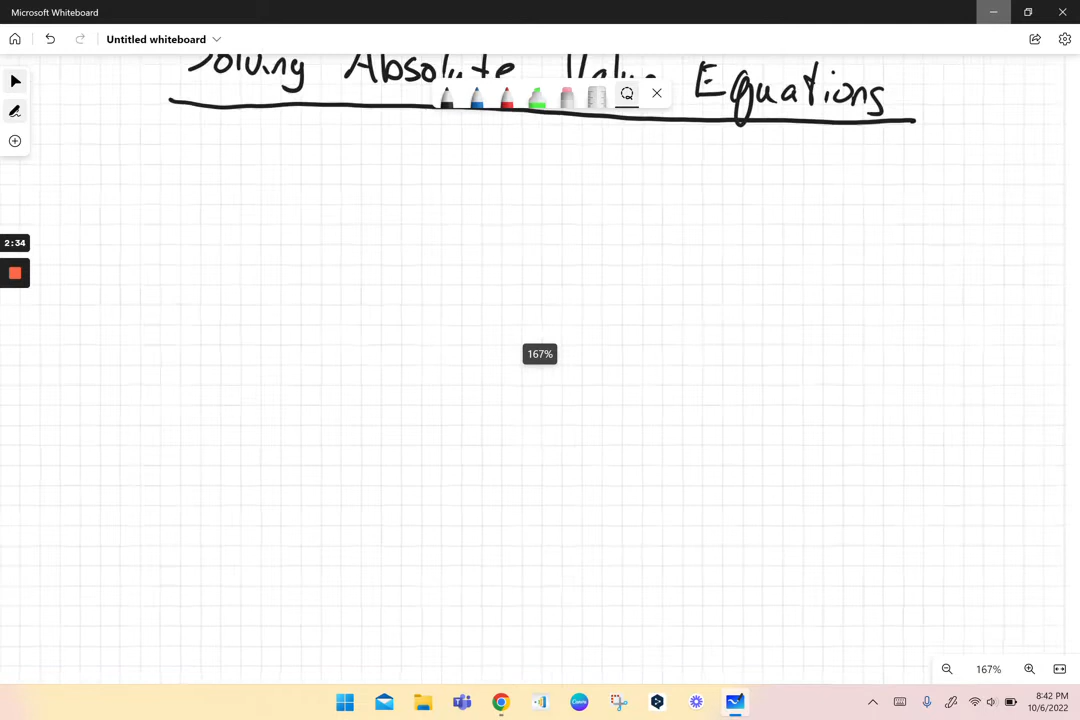 Microsoft Whiteboard
Untitled whiteboard
Solving Absolute Value Equations
2:34
167%
167%
8:42 PM
10/6/2022